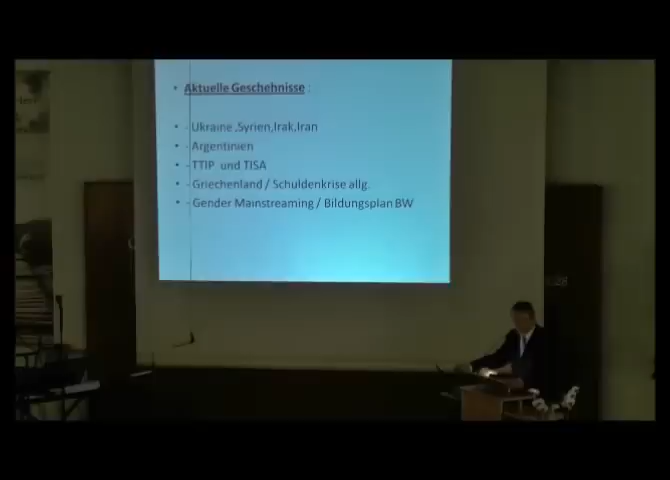 Aktuelle Geschehnisse :
- Ukraine ,Syrien,Irak,Iran
- Argentinien
- TTIP und TISA
- Griechenland / Schuldenkrise allg.
- Gender Mainstreaming / Bildungsplan BW